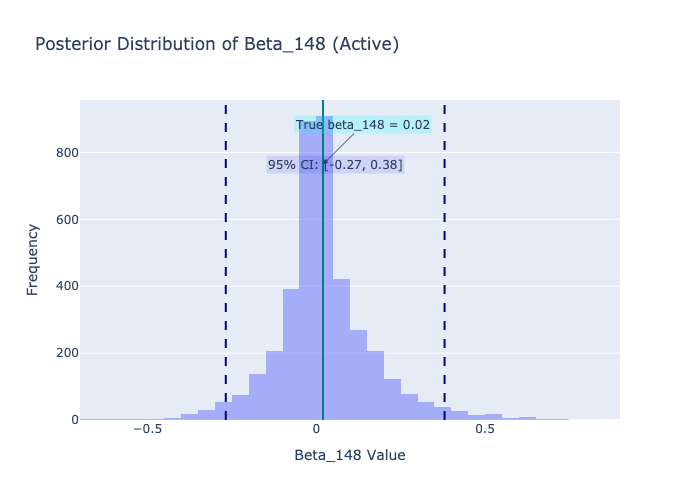 Posterior Distribution of Beta_148 (Active)
True beta_148 = 0.02
95% CI: [-0.27, 0.38]
800
600
400
200
0
Frequency
−0.5
0
0.5
Beta_148 Value